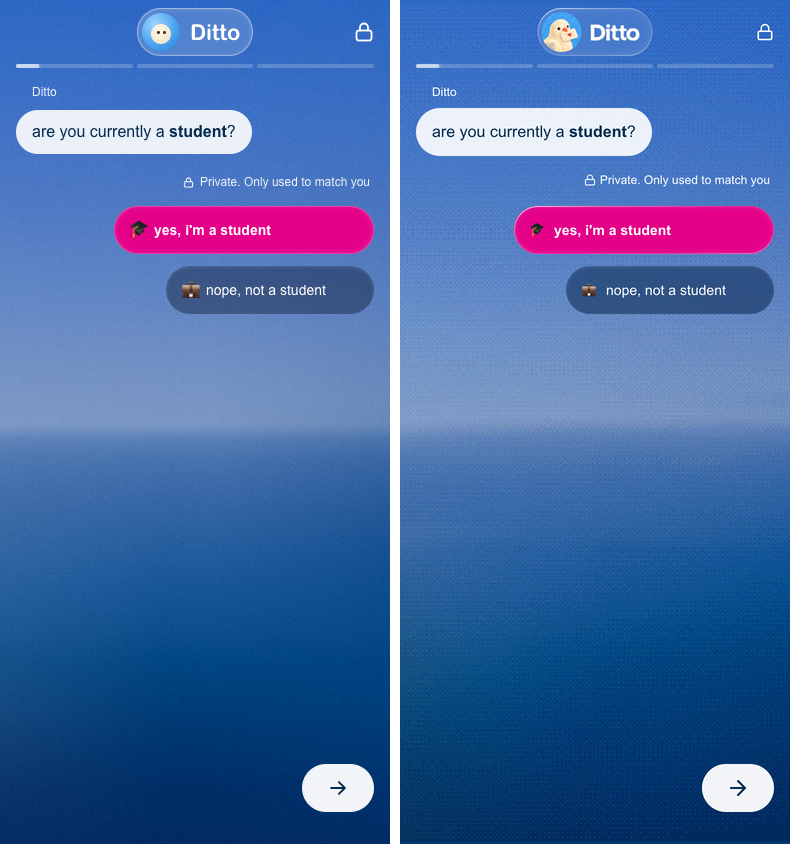 Ditto
Ditto
are you currently a student?
Private. Only used to match you
yes, i'm a student
nope, not a student
Ditto
Ditto
are you currently a student?
Private. Only used to match you
yes, i'm a student
nope, not a student